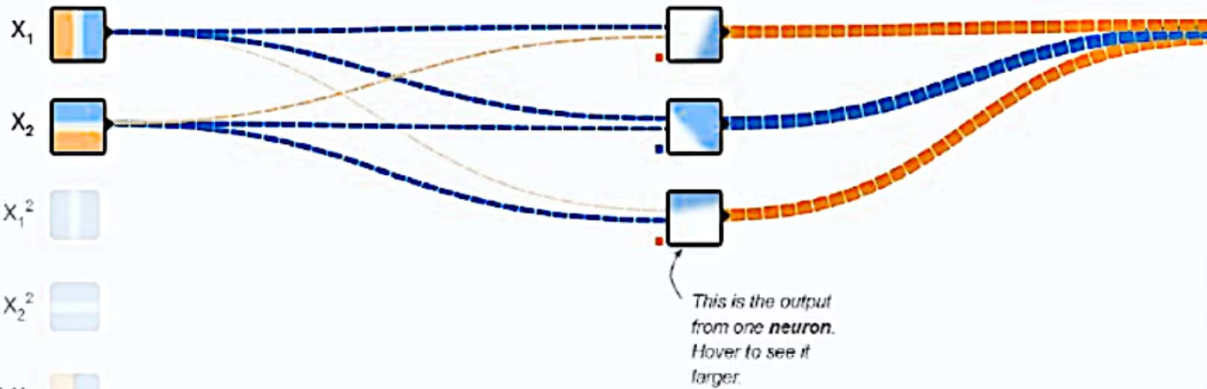 X₁
X₂
X₁²
X₂²
This is the output
from one neuron.
Hover to see it
larger.